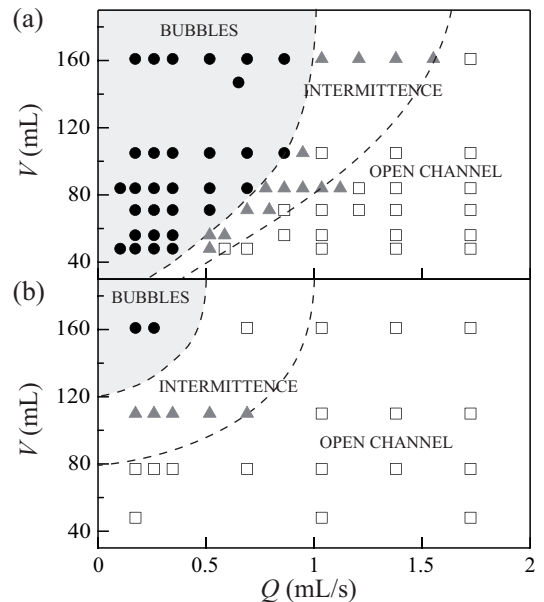 (a)
BUBBLES
160
INTERMITTENCE
120
V (mL)
OPEN CHANNEL
80
40
(b)
BUBBLES
160
INTERMITTENCE
120
V (mL)
OPEN CHANNEL
80
40
0 0.5 1 1.5 2
Q (mL/s)